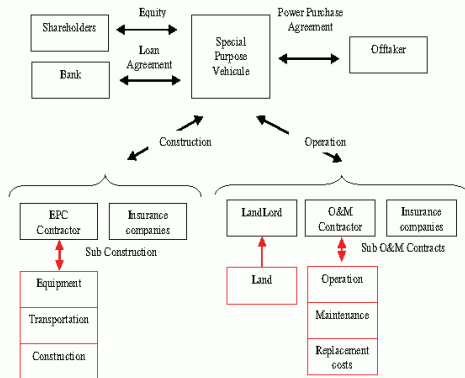 Equity
Power Purchase
Agreement
Shareholders
Special
Purpose
Vehicule
Loan
Agreement
Offtaker
Bank
Construction
Operation
EPC
Contractor
Insurance
companies
LandLord
O&M
Contractor
Insurance
companies
Sub Construction
Sub O&M Contracts
Equipment
Transportation
Construction
Land
Operation
Maintenance
Replacement
costs